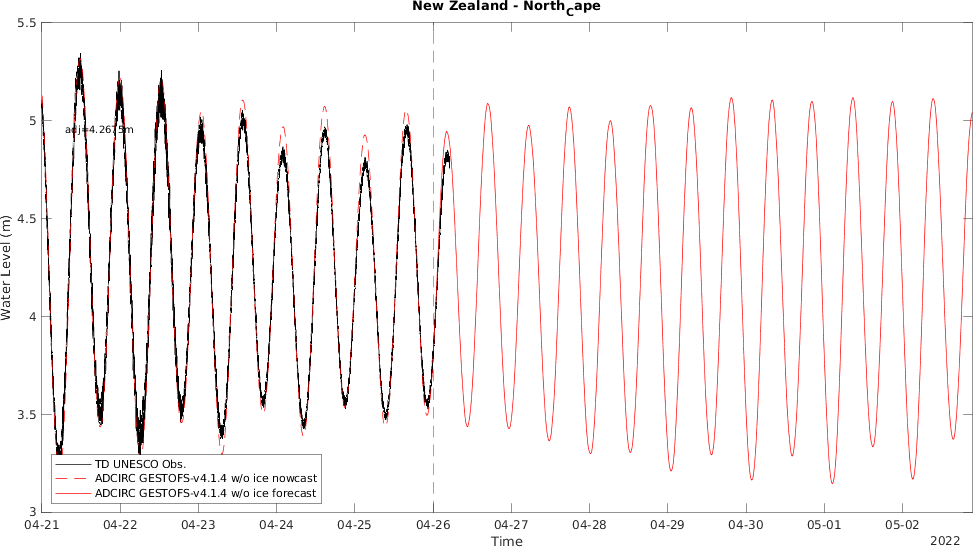 New Zealand - NorthCape
5.5
5
adj=4.2675m
4.5
Water Level (m)
4
3.5
TD UNESCO Obs.
ADCIRC GESTOFS-v4.1.4 w/o ice nowcast
ADCIRC GESTOFS-v4.1.4 w/o ice forecast
3
04-21 04-22 04-23 04-24 04-25 04-26 04-27 04-28 04-29 04-30 05-01 05-02
Time
2022